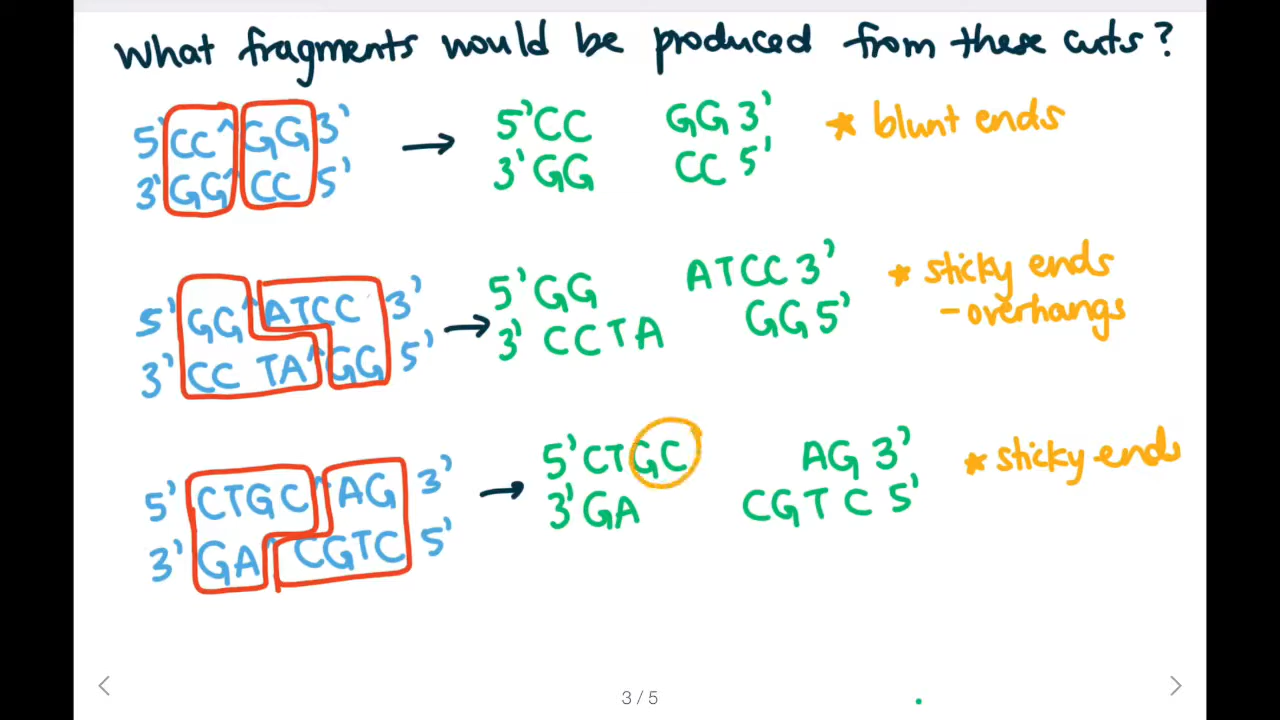 What fragments would be produced from these cuts?
5' CC^ GG 3' → 5' CC GG 3' * blunt ends
3' GG^ CC 5' 3' GG CC 5'
5' GG^ ATCC 3' → 5' GG ATCC 3' * sticky ends
3' CC TA^ GG 5' 3' CCTA GG 5' - overhangs
5' CTGC^ AG 3' → 5' CTGC AG 3' * sticky ends
3' GA^ CGTC 5' 3' GA CGTC 5'
< 3 / 5 >